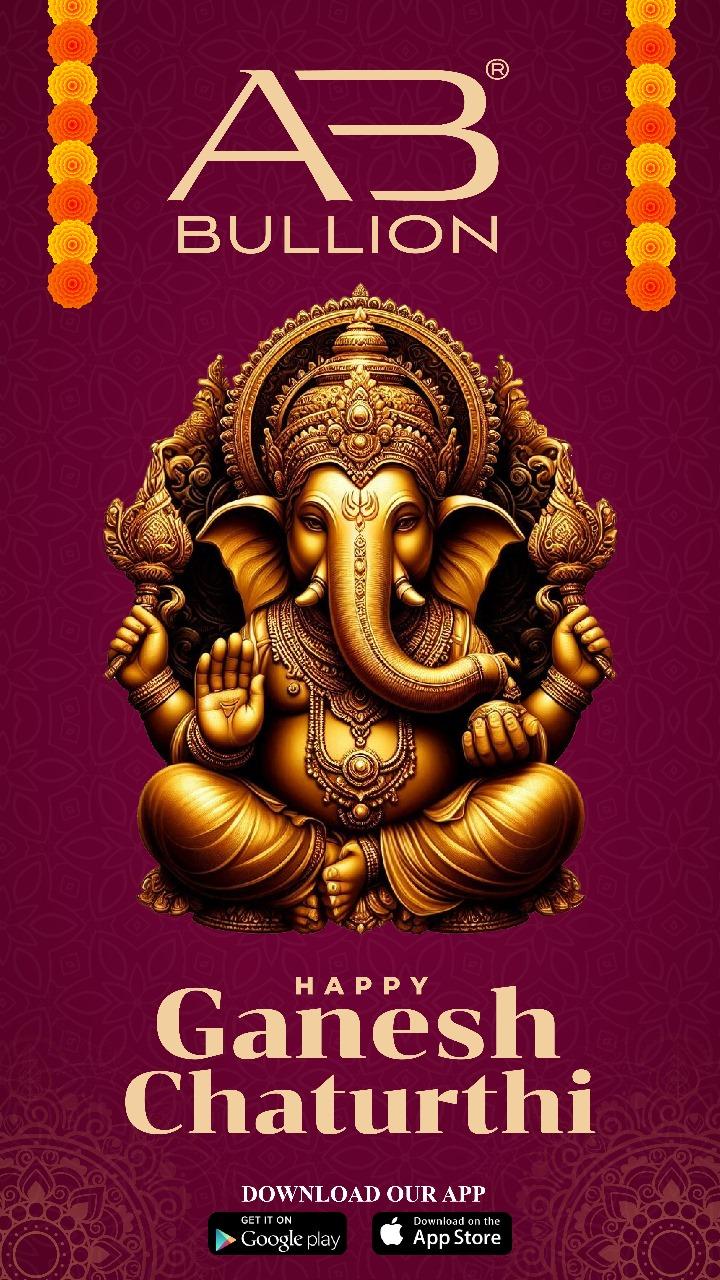 AB®
BULLION
HAPPY
Ganesh
Chaturthi
DOWNLOAD OUR APP
GET IT ON
Google play
Download on the
App Store